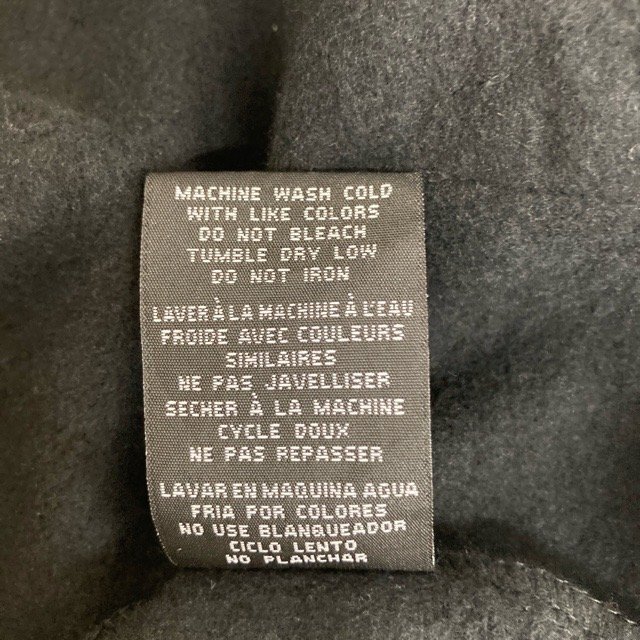 MACHINE WASH COLD
WITH LIKE COLORS
DO NOT BLEACH
TUMBLE DRY LOW
DO NOT IRON
LAVER À LA MACHINE À L'EAU
FROIDE AVEC COULEURS
SIMILAIRES
NE PAS JAVELLISER
SECHER À LA MACHINE
CYCLE DOUX
NE PAS REPASSER
LAVAR EN MAQUINA AGUA
FRIA POR COLORES
NO USE BLANQUEADOR
CICLO LENTO
NO PLANCHAR